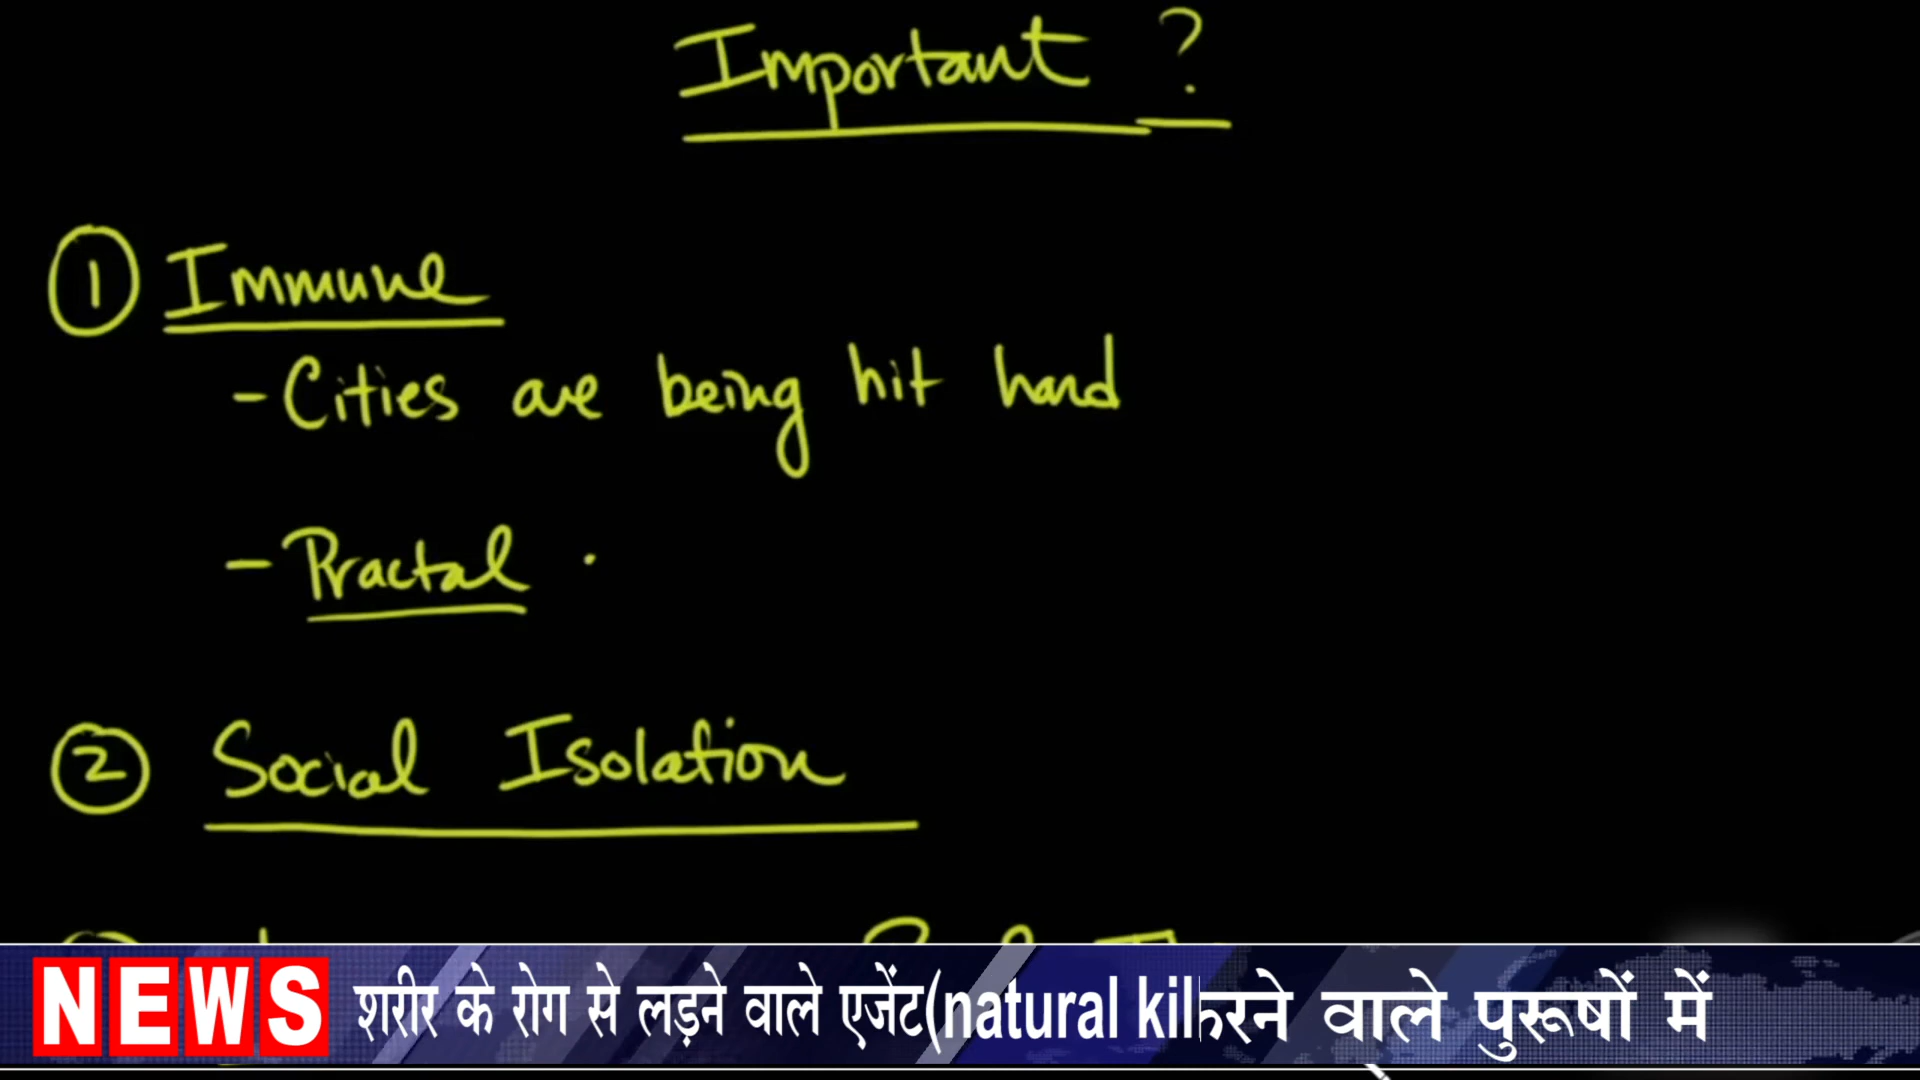 Important ?
① Immune
- Cities are being hit hard
- Practal .
② Social Isolation
NEWS शरीर के रोग से लड़ने वाले एजेंट(natural kil
करने वाले पुरूषों में